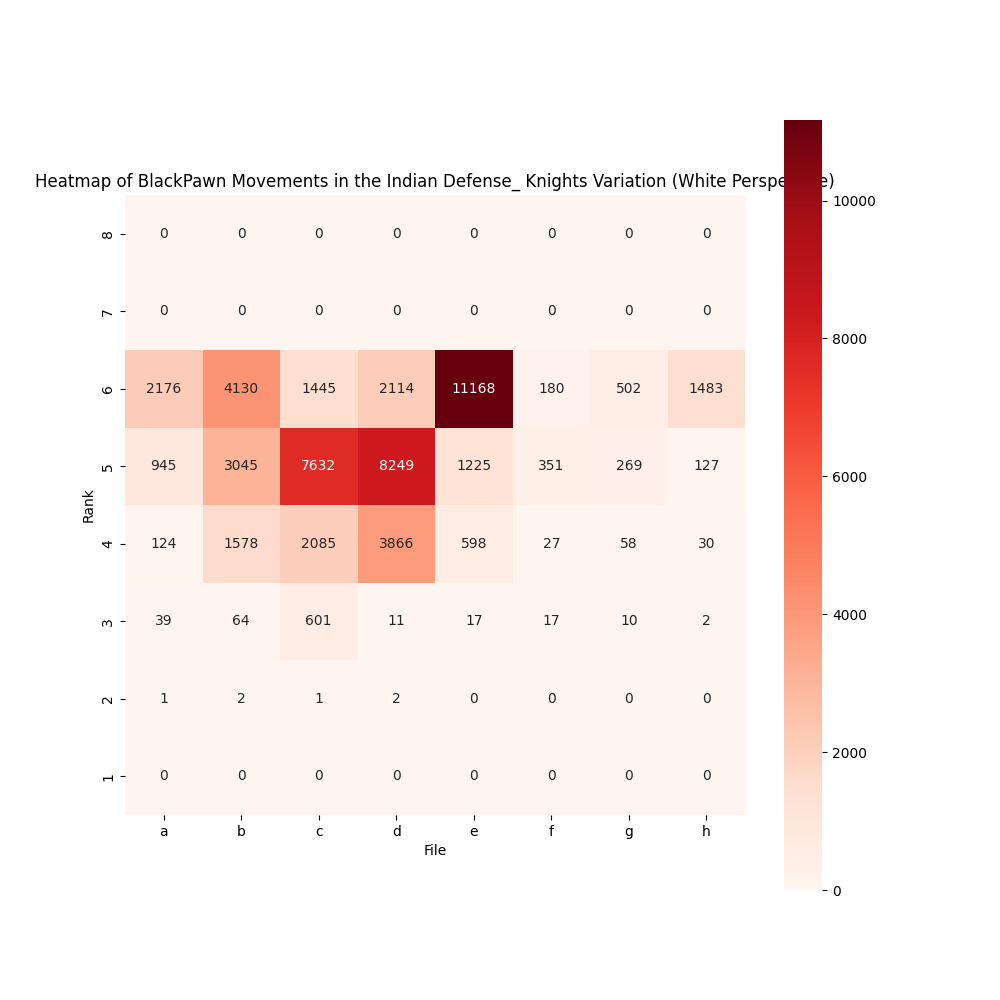 Heatmap of BlackPawn Movements in the Indian Defense_ Knights Variation (White Perspe e)
8 0 0 0 0 0 0 0 0
7 0 0 0 0 0 0 0 0
6 2176 4130 1445 2114 11168 180 502 1483
5 945 3045 7632 8249 1225 351 269 127
4 124 1578 2085 3866 598 27 58 30
3 39 64 601 11 17 17 10 2
2 1 2 1 2 0 0 0 0
1 0 0 0 0 0 0 0 0
a b c d e f g h
Rank
File
10000
8000
6000
4000
2000
0